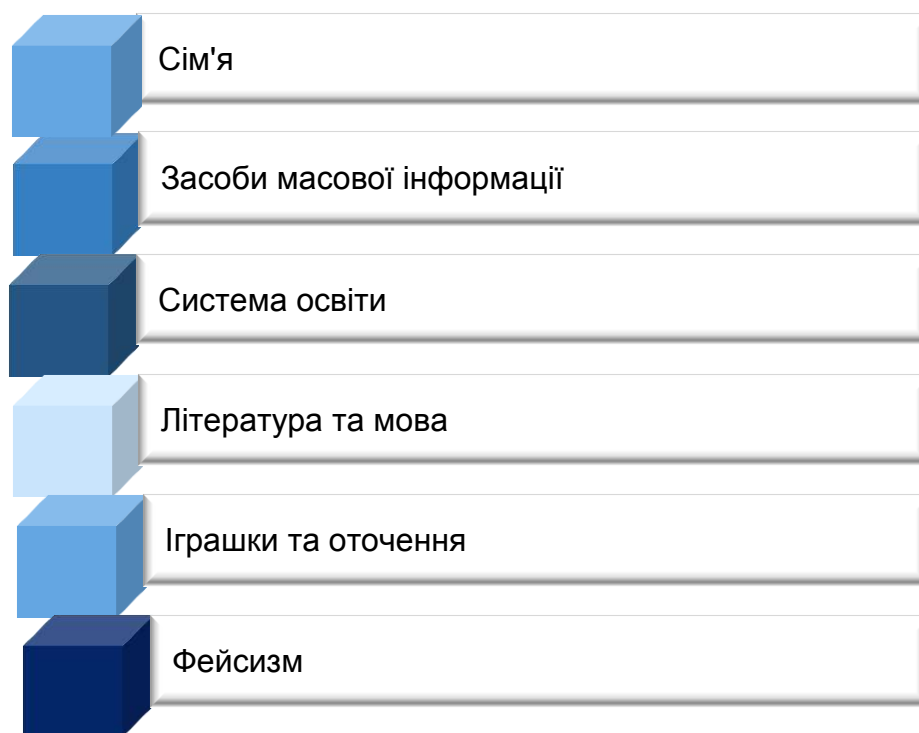 Сім'я
Засоби масової інформації
Система освіти
Література та мова
Іграшки та оточення
Фейсизм